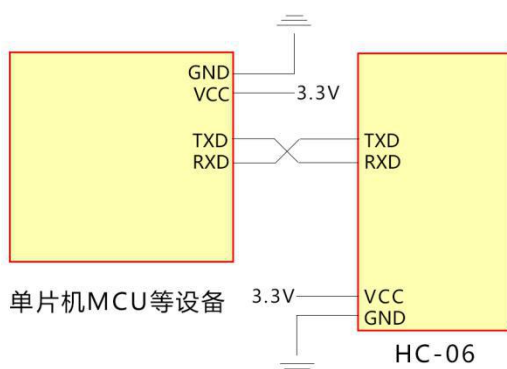 GND
VCC
3.3V
TXD
RXD
单片机MCU等设备
TXD
RXD
3.3V
VCC
GND
HC-06